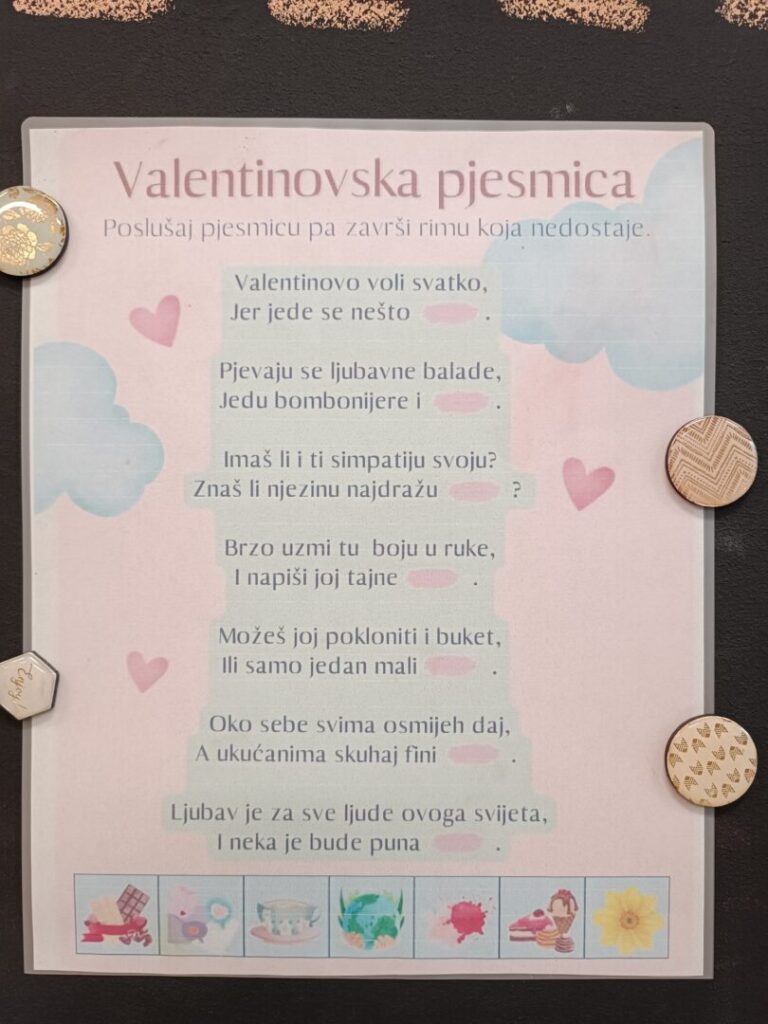 Valentinovska pjesmica
Poslušaj pjesmicu pa završi rimu koja nedostaje.
Valentinovo voli svatko,
Jer jede se nešto .
Pjevaju se ljubavne balade,
Jedu bombonijere i .
Imaš li i ti simpatiju svoju?
Znaš li njezinu najdražu ?
Brzo uzmi tu boju u ruke,
I napiši joj tajne .
Možeš joj pokloniti i buket,
Ili samo jedan mali .
Oko sebe svima osmijeh daj,
A ukućanima skuhaj fini .
Ljubav je za sve ljude ovoga svijeta,
I neka je bude puna .
Enjoy!